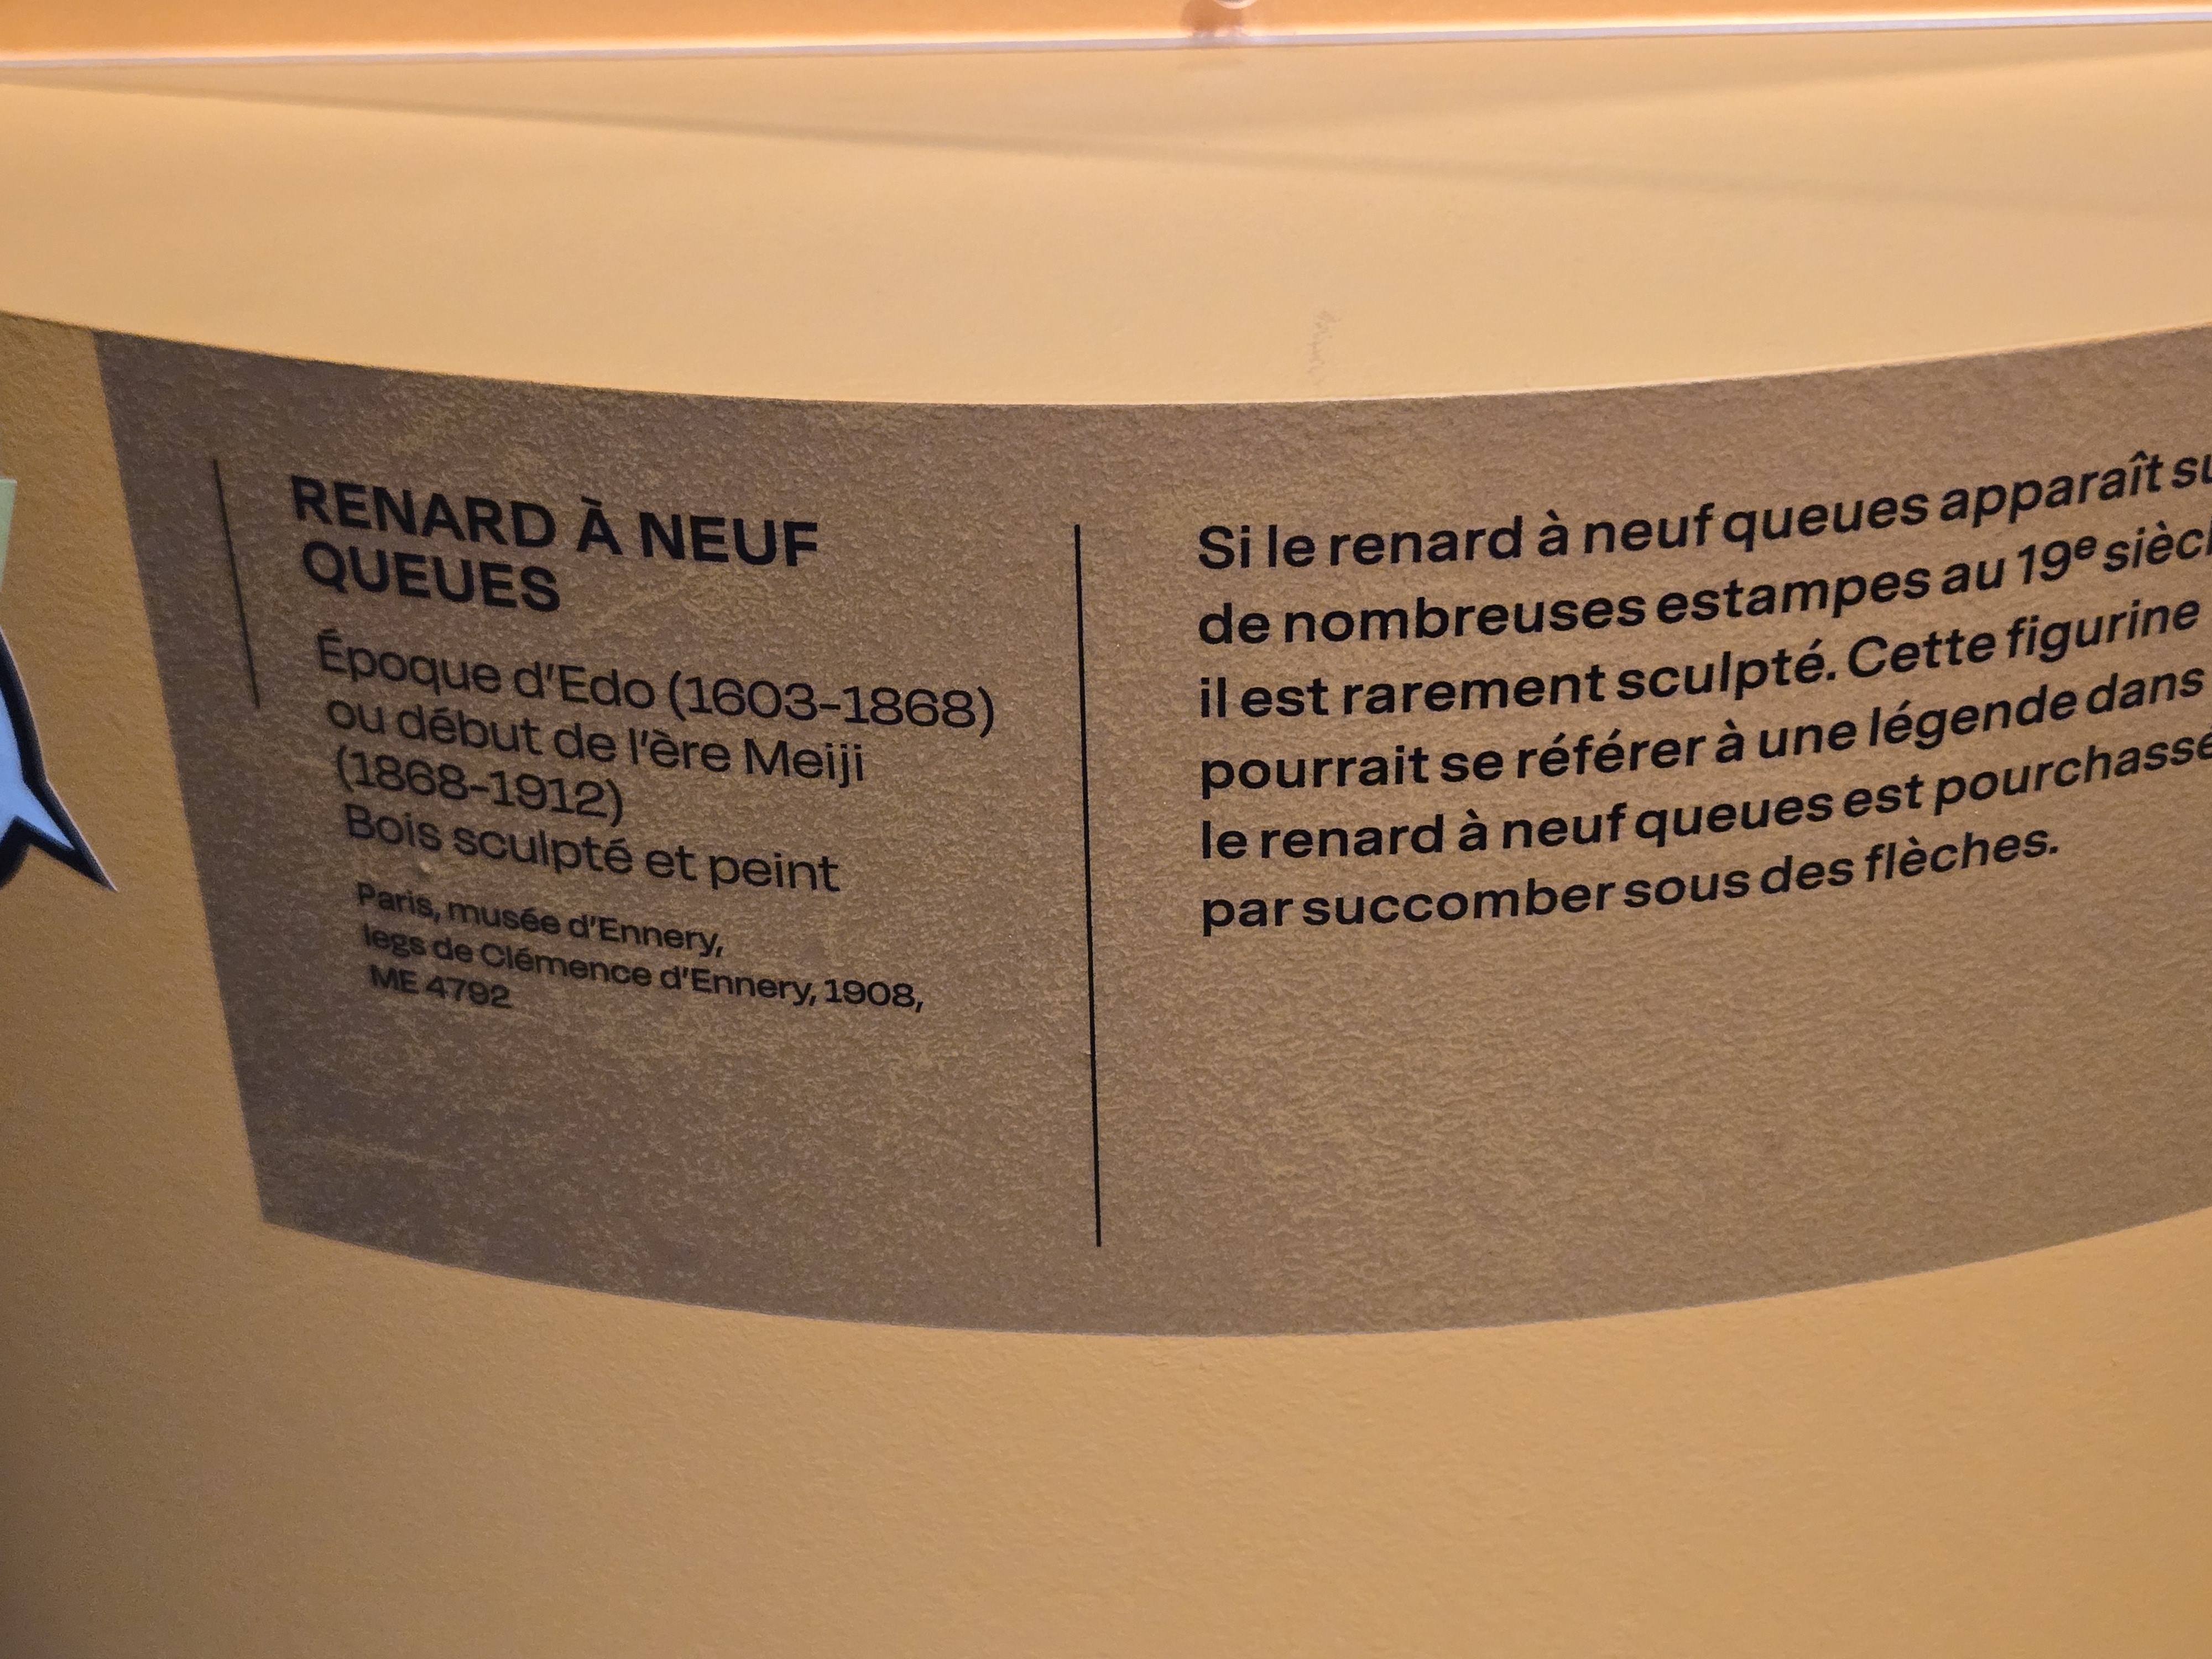 RENARD À NEUF
QUEUES
Époque d'Edo (1603-1868)
ou début de l'ère Meiji
(1868-1912)
Bois sculpté et peint
Paris, musée d'Ennery,
legs de Clémence d'Ennery, 1908,
ME 4792
Si le renard à neuf queues apparaît
de nombreuses estampes au 19e
il est rarement sculpté. Cette figurine
pourrait se référer à une légende dans
le renard à neuf queues est
par succomber sous des flèches.